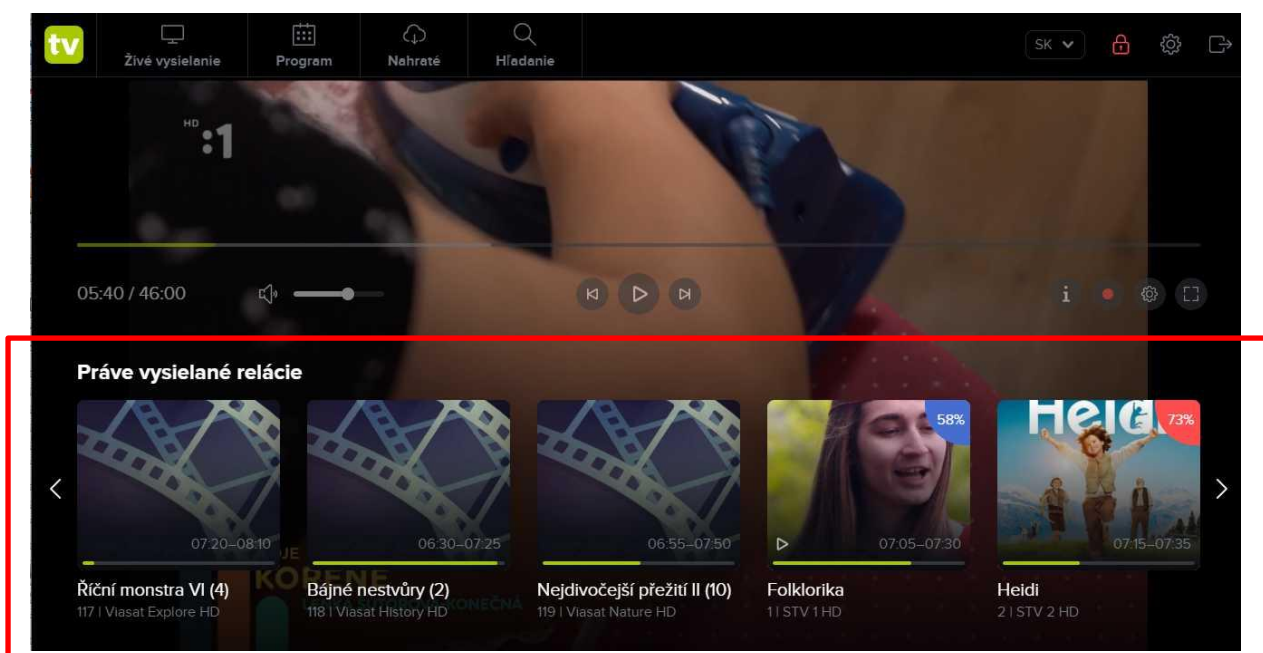 tv
Živé vysielanie
Program
Nahraté
Hľadanie
SK
HD
:1
05:40 / 46:00
i
Práve vysielané relácie
58%
Heidi
73%
07:20–08:10
06:30–07:25
06:55–07:50
07:05–07:30
07:15–07:35
KOŘENE
KONEČNÁ
Říční monstra VI (4)
Bájné nestvůry (2)
Nejdivočejší přežití II (10)
Folklorika
Heidi
117 | Viasat Explore HD
118 | Viasat History HD
119 | Viasat Nature HD
1 | STV 1 HD
2 | STV 2 HD